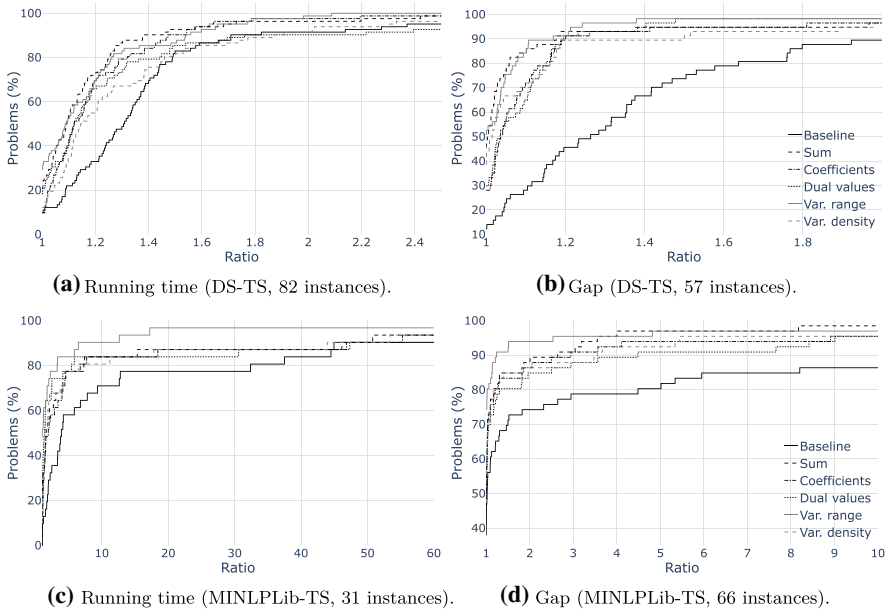 Problems (%)
100
80
60
40
20
0
1
1.2
1.4
1.6
1.8
2
2.2
2.4
Ratio
(a) Running time (DS-TS, 82 instances).
Problems (%)
100
90
80
70
60
50
40
30
20
10
1
1.2
1.4
1.6
1.8
Ratio
Baseline
Sum
Coefficients
Dual values
Var. range
Var. density
(b) Gap (DS-TS, 57 instances).
Problems (%)
100
80
60
40
20
0
10
20
30
40
50
60
Ratio
(c) Running time (MINLPLib-TS, 31 instances).
Problems (%)
100
90
80
70
60
50
40
1
2
3
4
5
6
7
8
9
10
Ratio
Baseline
Sum
Coefficients
Dual values
Var. range
Var. density
(d) Gap (MINLPLib-TS, 66 instances).